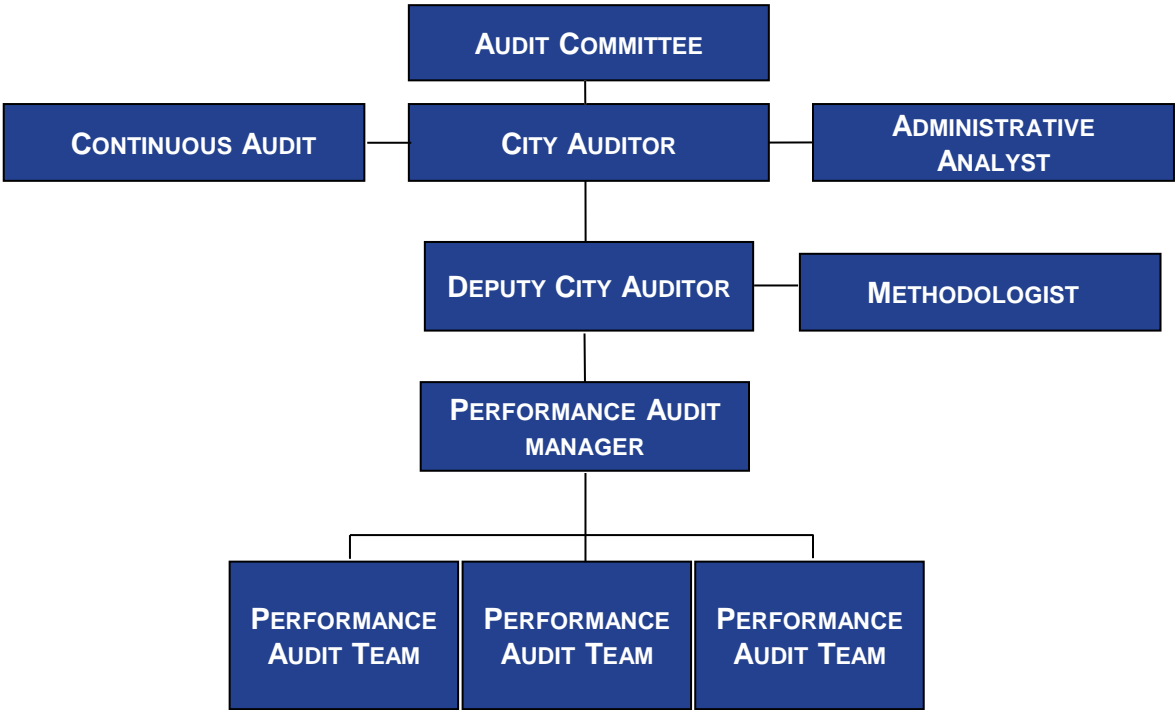 AUDIT COMMITTEE
CONTINUOUS AUDIT
CITY AUDITOR
ADMINISTRATIVE
ANALYST
DEPUTY CITY AUDITOR
METHODOLOGIST
PERFORMANCE AUDIT
MANAGER
PERFORMANCE
AUDIT TEAM
PERFORMANCE
AUDIT TEAM
PERFORMANCE
AUDIT TEAM